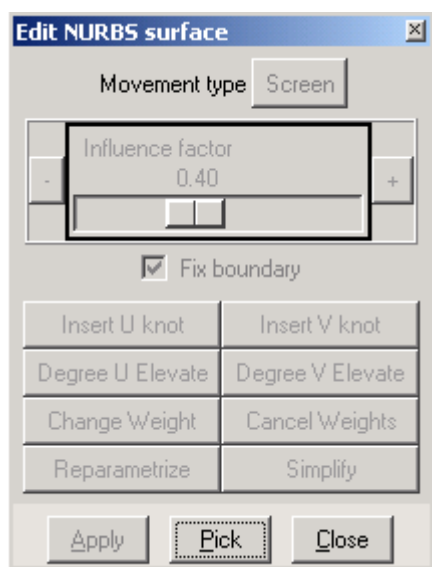 Edit NURBS surface
Movement type Screen
Influence factor
- 0.40 +
Fix boundary
Insert U knot Insert V knot
Degree U Elevate Degree V Elevate
Change Weight Cancel Weights
Reparametrize Simplify
Apply Pick Close